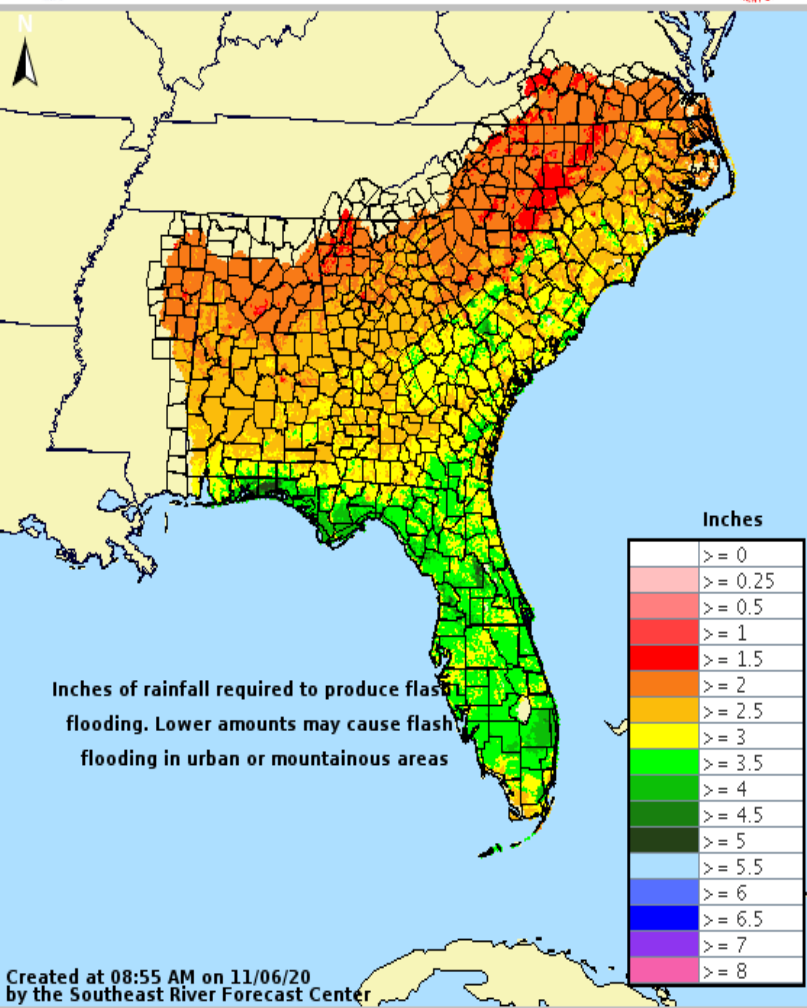 N
Inches
>= 0
>= 0.25
>= 0.5
>= 1
>= 1.5
>= 2
>= 2.5
>= 3
>= 3.5
>= 4
>= 4.5
>= 5
>= 5.5
>= 6
>= 6.5
>= 7
>= 8
Inches of rainfall required to produce flash
flooding. Lower amounts may cause flash
flooding in urban or mountainous areas
Created at 08:55 AM on 11/06/20
by the Southeast River Forecast Center